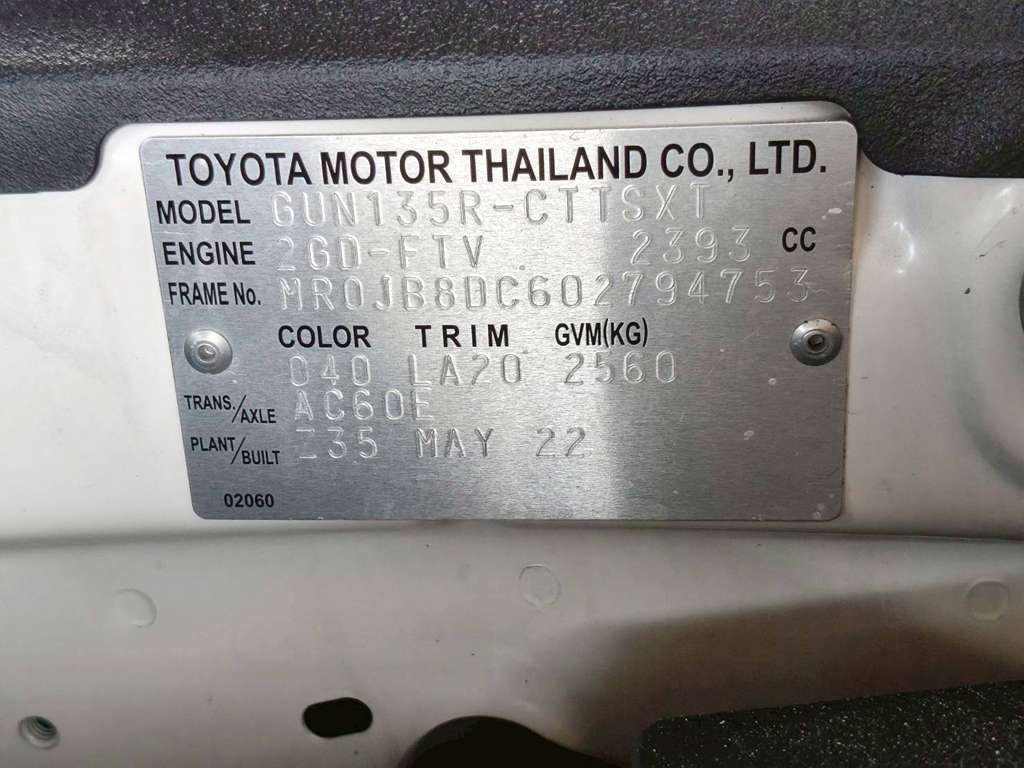 TOYOTA MOTOR THAILAND CO., LTD.
MODEL GUN135R-CTTSXT
ENGINE 2GD-FTV 2393 CC
FRAME No. MR0JB8DC602794753
COLOR TRIM GVM(KG)
040 LA20 2560
TRANS./AXLE AC60E
PLANT/BUILT Z35 MAY 22
02060